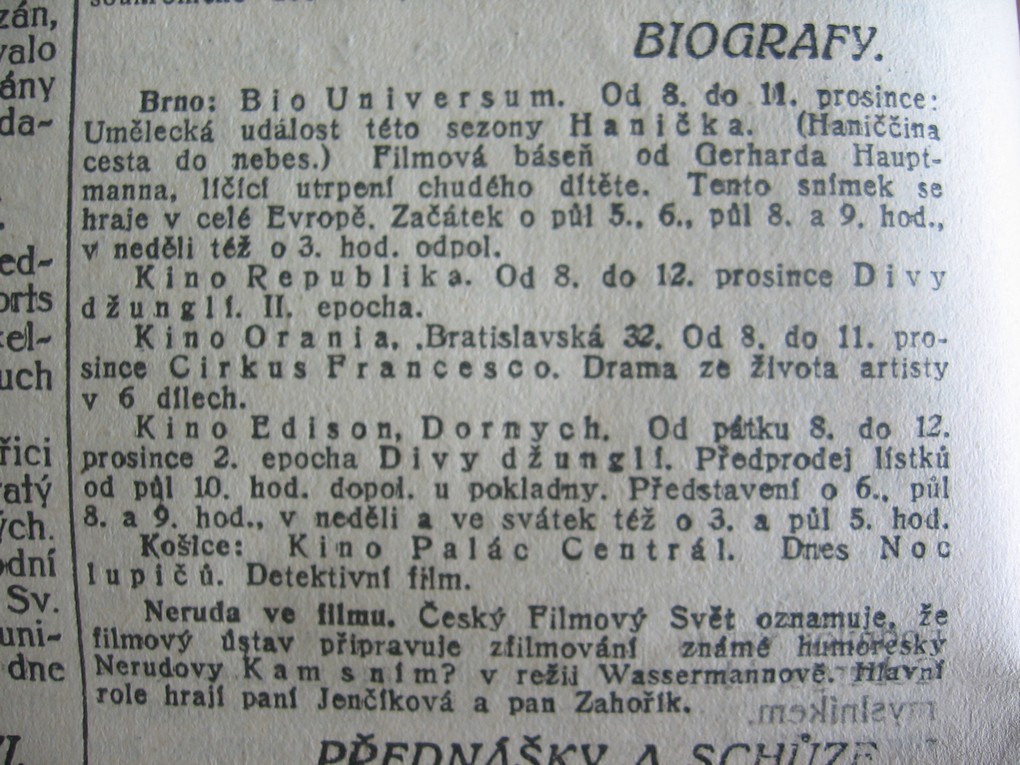 zán,
valo
ány
da-
ed-
orts
kel-
uch
řici
atý
ých.
odní
Sv.
uni-
dne
BIOGRAFY.
Brno: Bio Universum. Od 8. do 11. prosince:
Umělecká událost této sezony Hanička. (Haniččina
cesta do nebes.) Filmová báseň od Gerharda Haupt-
manna, líčící utrpení chudého dítěte. Tento snímek se
hraje v celé Evropě. Začátek o půl 5., 6., půl 8. a 9. hod.,
v neděli též o 3. hod. odpol.
Kino Republika. Od 8. do 12. prosince Divy
džunglí. II. epocha.
Kino Orania, Bratislavská 32. Od 8. do 11. pro-
since Cirkus Francesco. Drama ze života artisty
v 6 dílech.
Kino Edison, Dornych. Od pátku 8. do 12.
prosince 2. epocha Divy džunglí. Předprodej lístků
od půl 10. hod. dopol. u pokladny. Představení o 6., půl
8. a 9. hod., v neděli a ve svátek též o 3. a půl 5. hod.
Košice: Kino Palác Centrál. Dnes Noc
lupičů. Detektivní film.
Neruda ve filmu. Český Filmový Svět oznamuje, že
filmový ústav připravuje zfilmování známé humoresky
Nerudovy Kam s ním? v režii Wassermannově. Hlavní
role hrají paní Jenčíková a pan Zahořík.
PŘEDNÁŠKY A SCHŮZE